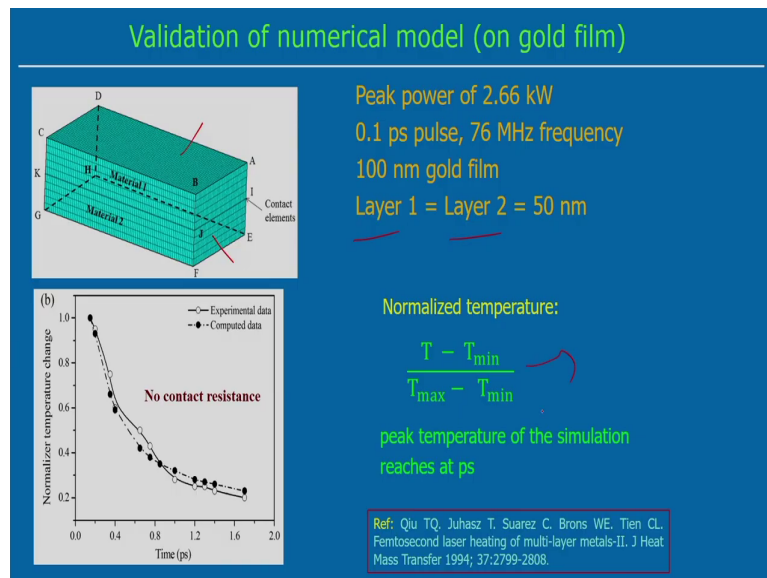 Validation of numerical model (on gold film)
D
C
A
H
Material 1
B
K
I
Contact
elements
Material 2
G
J
E
F
Peak power of 2.66 kW
0.1 ps pulse, 76 MHz frequency
100 nm gold film
Layer 1 = Layer 2 = 50 nm
(b)
Experimental data
Computed data
No contact resistance
Normalizer temperature change
1.0
0.8
0.6
0.4
0.2
0.0 0.4 0.8 1.2 1.6 2.0
Time (ps)
Normalized temperature:
T − Tmin
Tmax − Tmin
peak temperature of the simulation
reaches at ps
Ref: Qiu TQ. Juhasz T. Suarez C. Brons WE. Tien CL.
Femtosecond laser heating of multi-layer metals-II. J Heat
Mass Transfer 1994; 37:2799-2808.